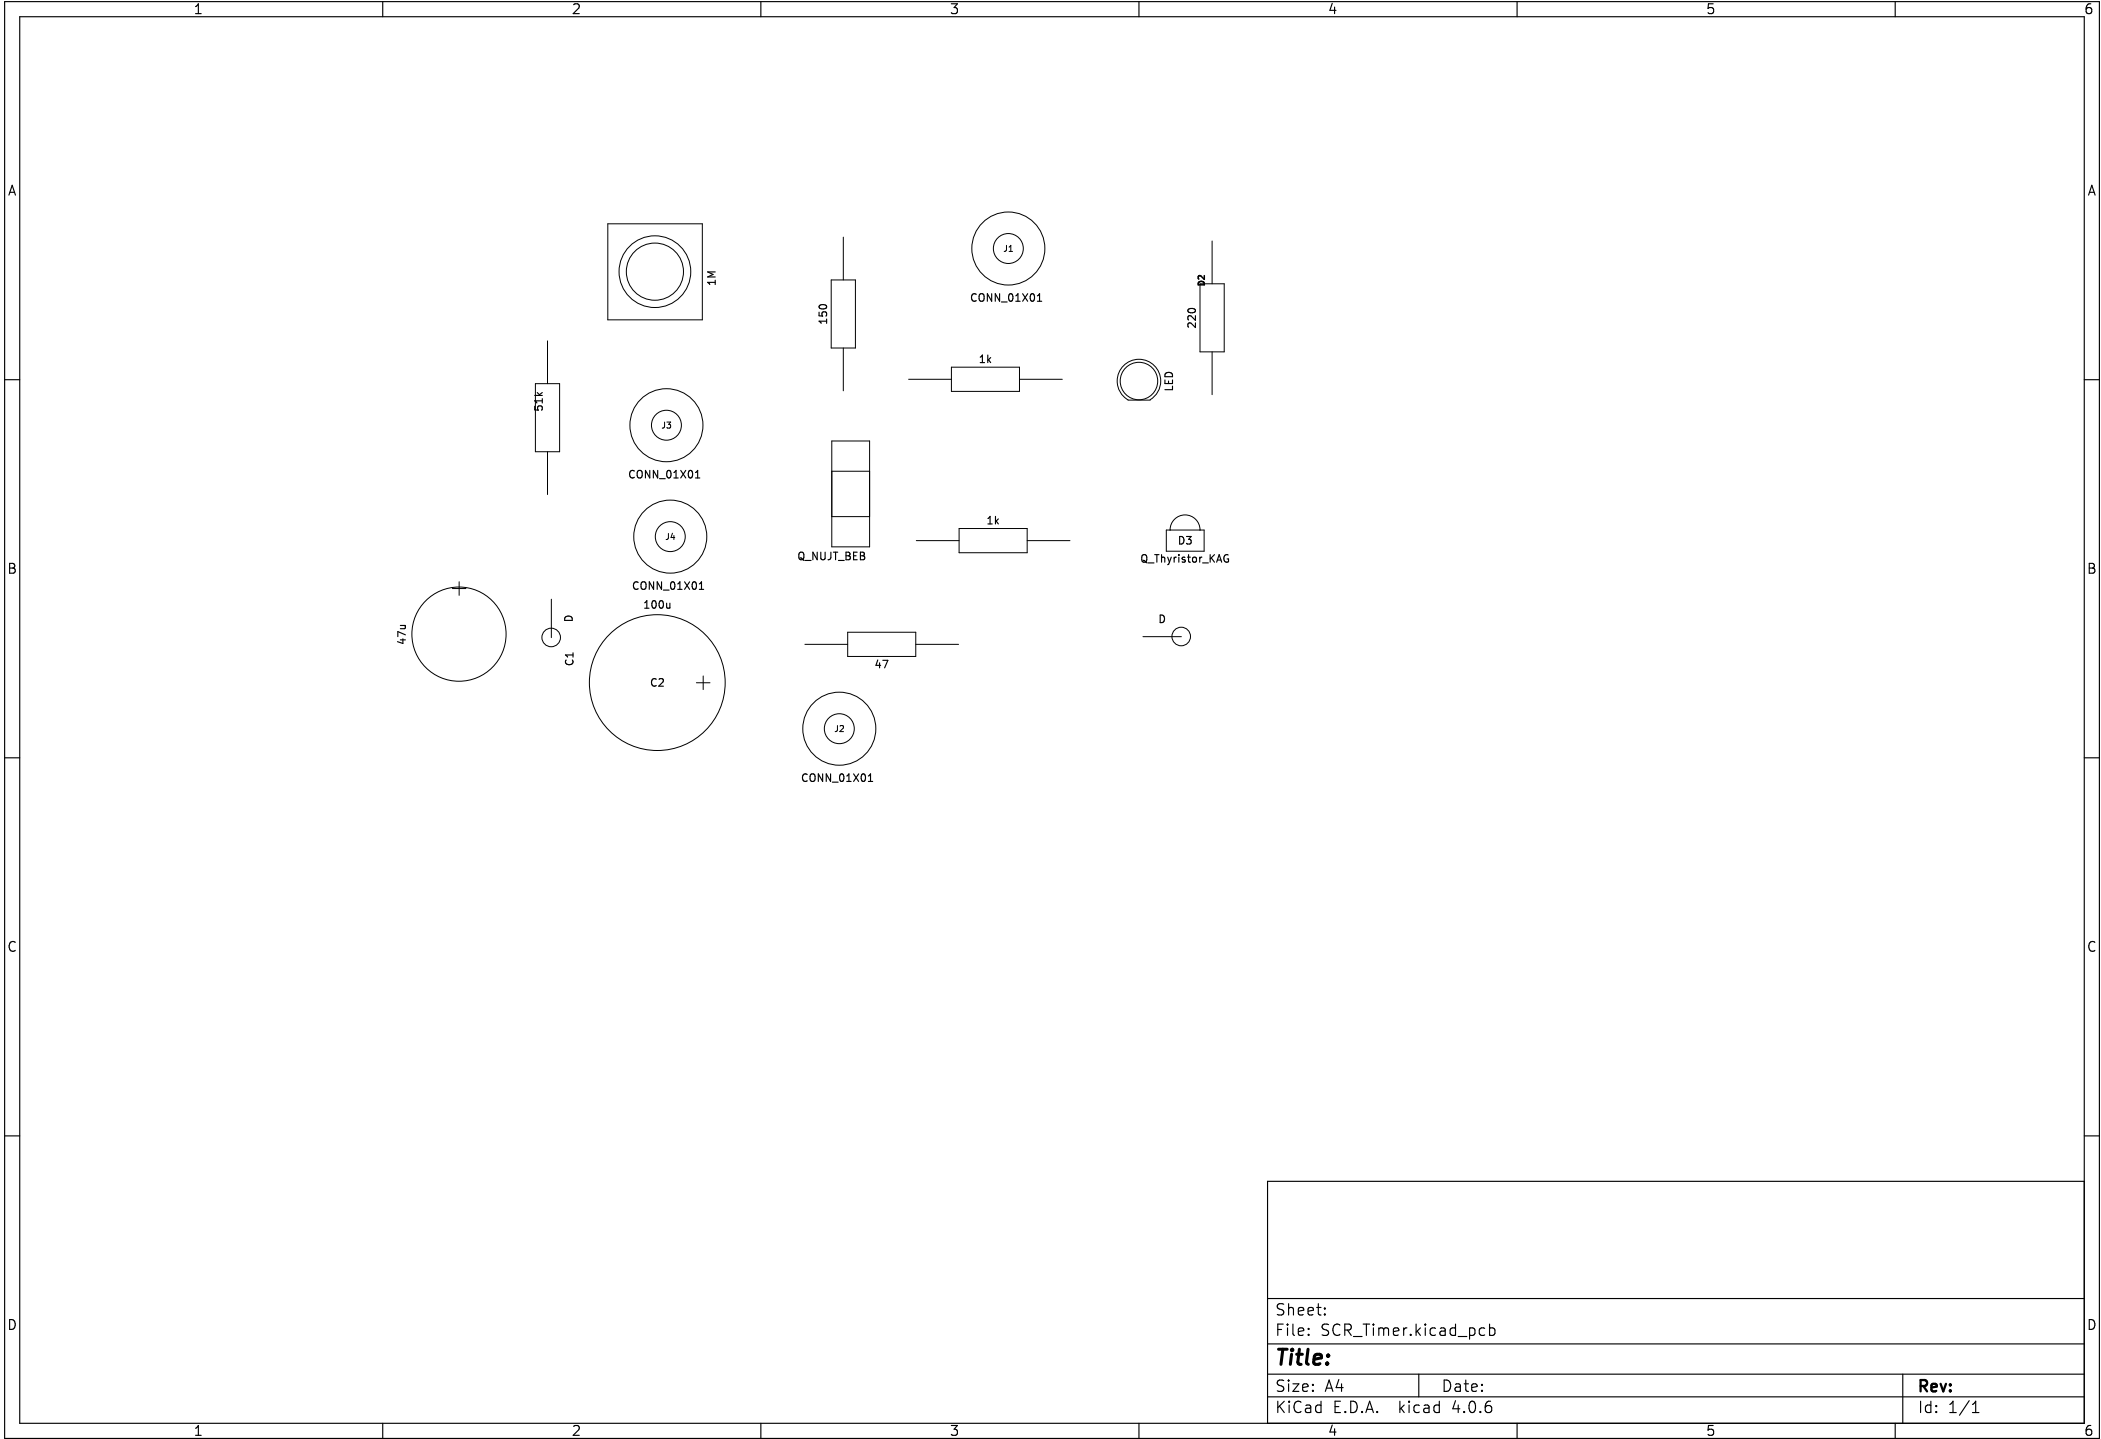 1 2 3 4 5 6
A A
J1
CONN_01X01
1M
150
D2
220
1k
LED
51k
J3
CONN_01X01
Q_NUJT_BEB
1k
D3
Q_Thyristor_KAG
J4
CONN_01X01
B B
100u
47u
D
C1
C2
D
47
J2
CONN_01X01
C C
Sheet:
File: SCR_Timer.kicad_pcb
D D
Title:
Size: A4 Date: Rev:
KiCad E.D.A. kicad 4.0.6 Id: 1/1
1 2 3 4 5 6